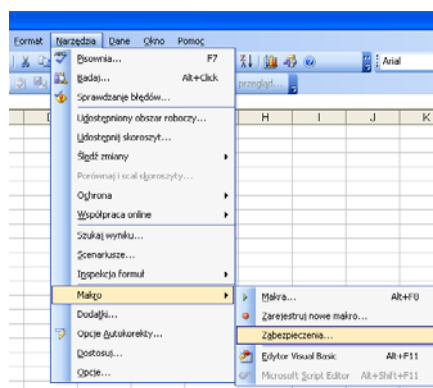 Format Narzędzia Dane Okno Pomoc
Arial
Pisownia... F7
Badaj... Alt+Click
przegląd...
Sprawdzanie błędów...
Udostępniony obszar roboczy...
H I J K
Udostępnij skoroszyt...
Śledź zmiany
Porównaj i scal skoroszyty...
Ochrona
Współpraca online
Szukaj wyniku...
Scenariusze...
Inspekcja formuł
Makro
Makra... Alt+F8
Dodatki...
Zarejestruj nowe makro...
Opcje Autokorekty...
Zabezpieczenia...
Dostosuj...
Edytor Visual Basic Alt+F11
Opcje...
Microsoft Script Editor Alt+Shift+F11